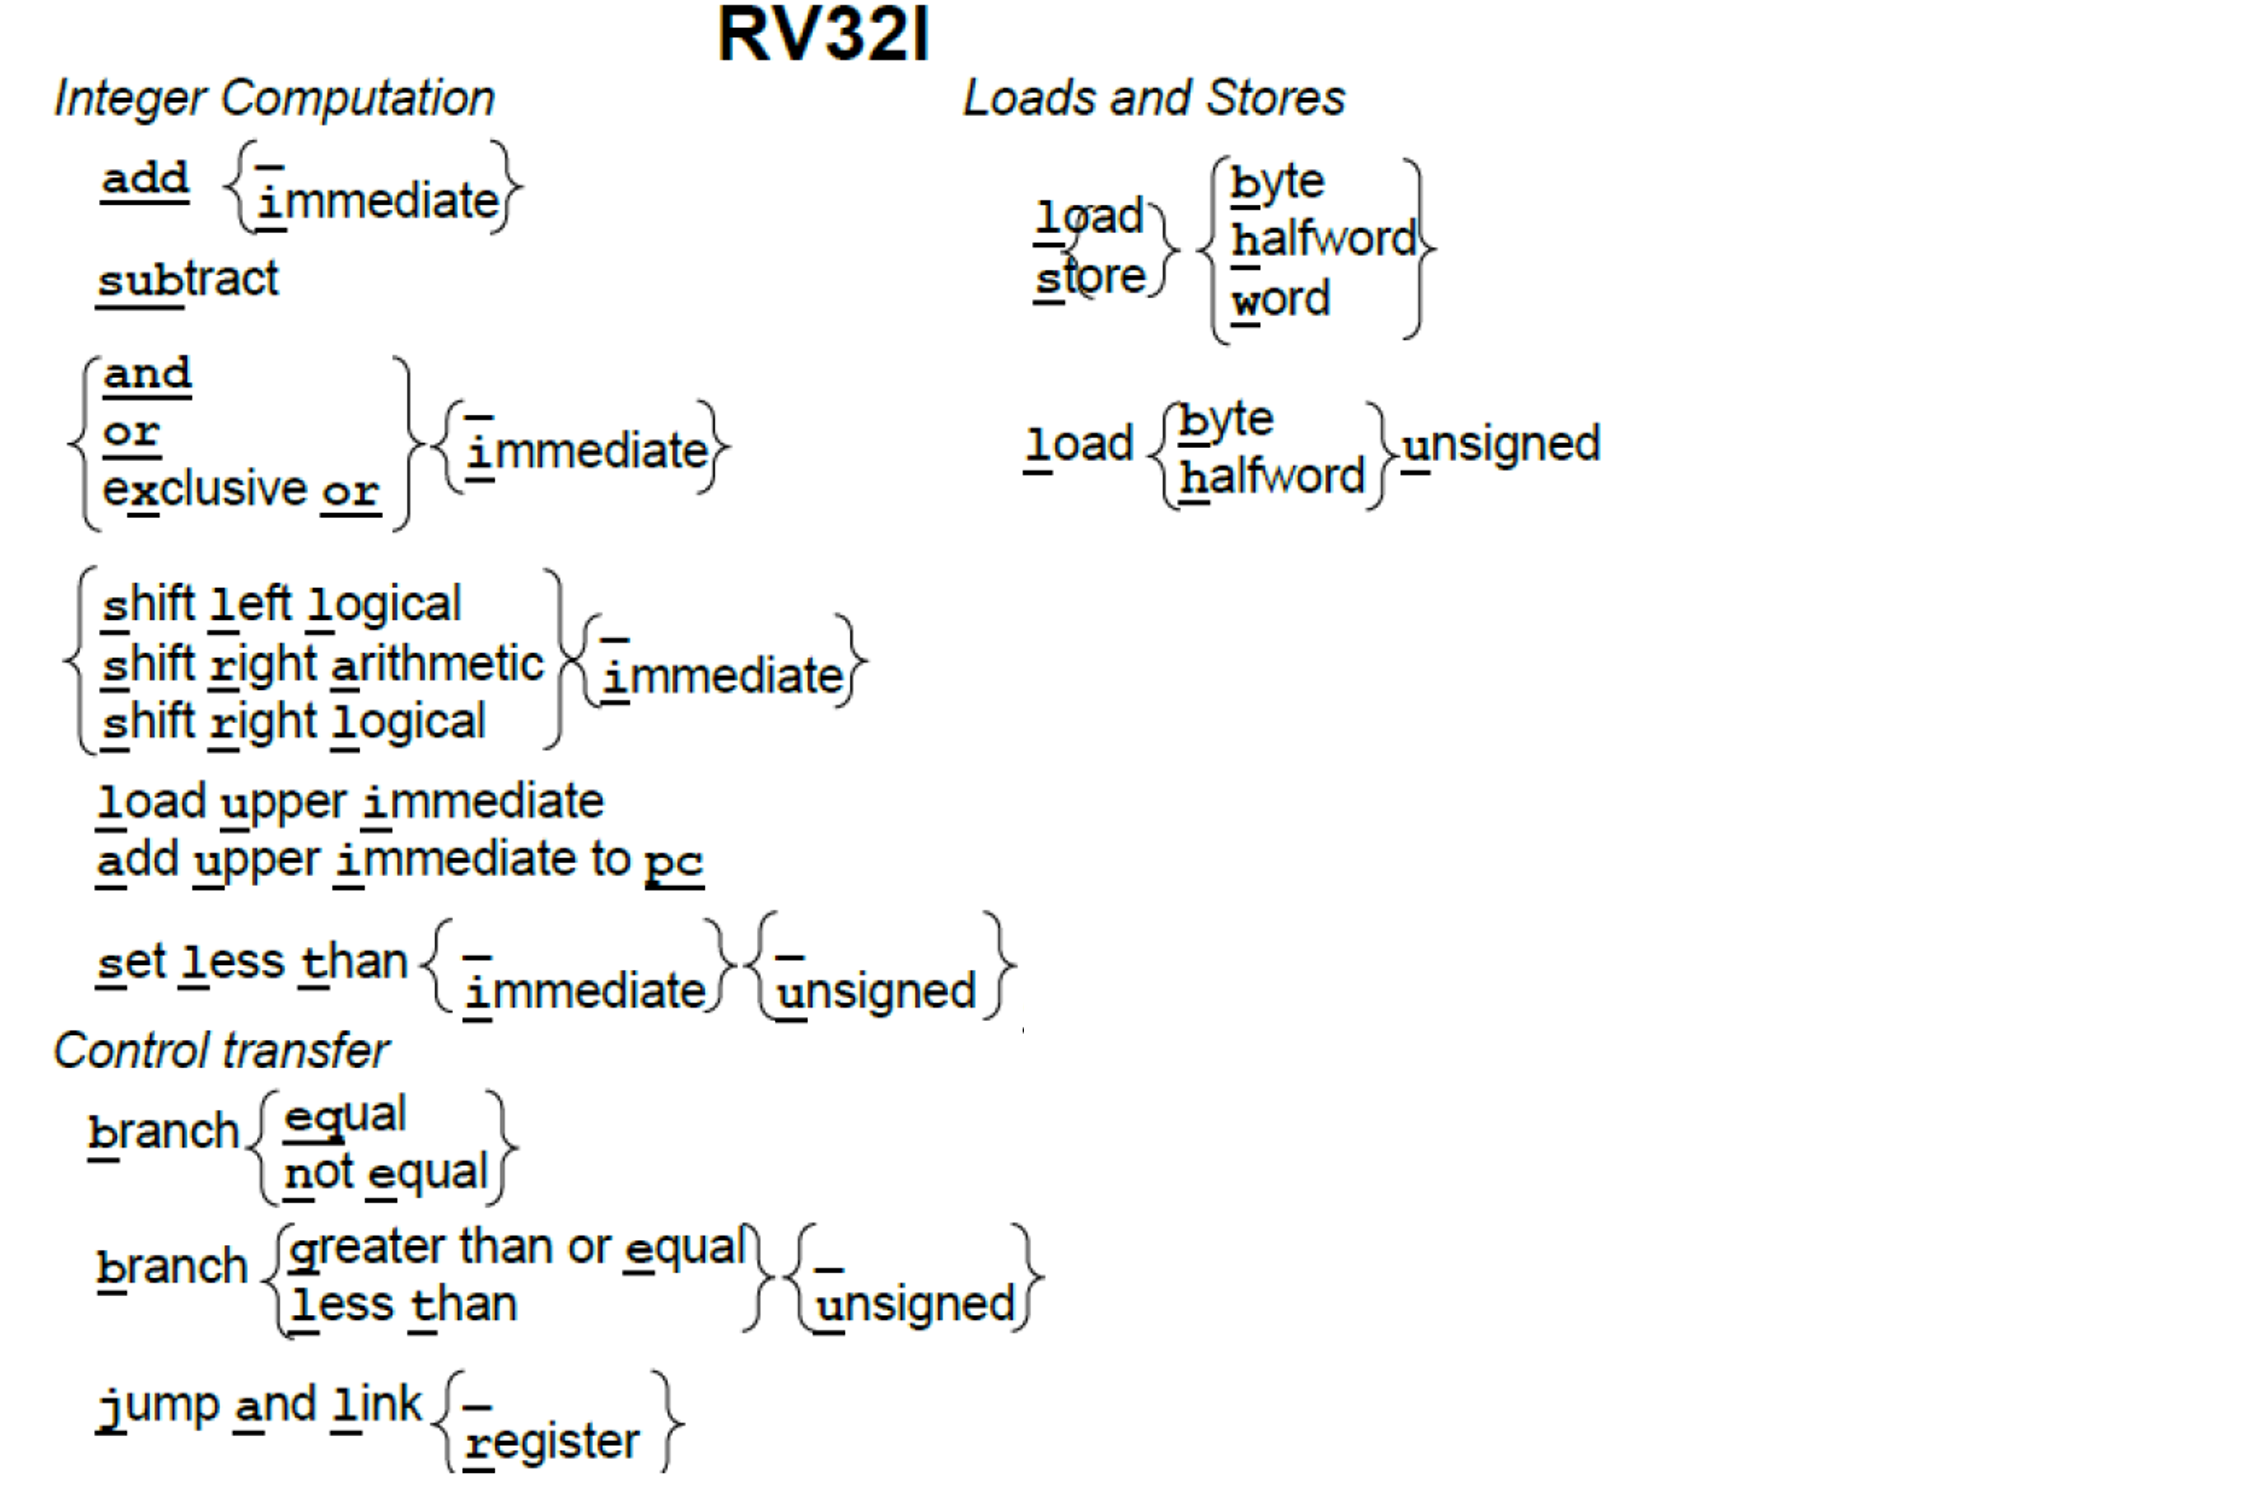 RV32I
Integer Computation
add { _
immediate }
subtract
{ and
or
exclusive or } { _
immediate }
{ shift left logical
shift right arithmetic
shift right logical } { _
immediate }
load upper immediate
add upper immediate to pc
set less than { _
immediate } { _
unsigned }
Control transfer
branch { equal
not equal }
branch { greater than or equal
less than } { _
unsigned }
jump and link { _
register }
Loads and Stores
{ load
store } { byte
halfword
word }
load { byte
halfword } unsigned